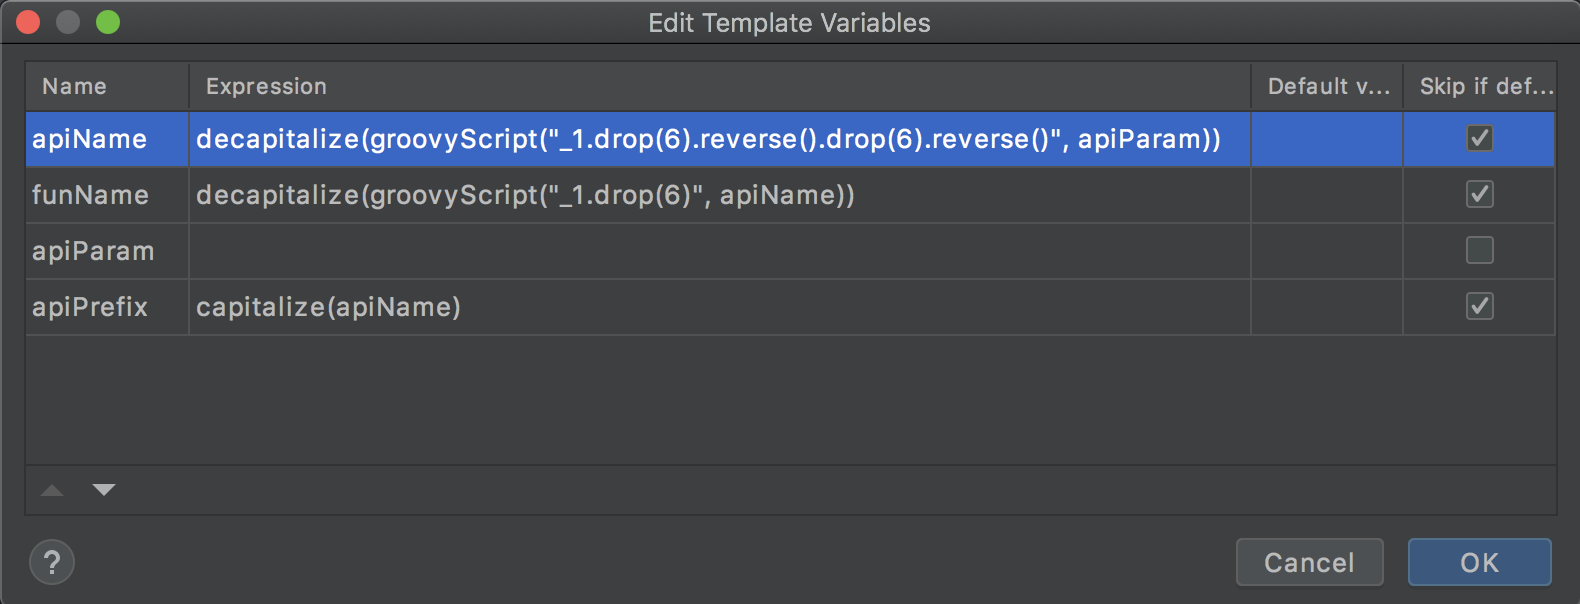 Edit Template Variables
Name Expression Default v... Skip if def...
apiName decapitalize(groovyScript("_1.drop(6).reverse().drop(6).reverse()", apiParam))
funName decapitalize(groovyScript("_1.drop(6)", apiName))
apiParam
apiPrefix capitalize(apiName)
?
Cancel OK